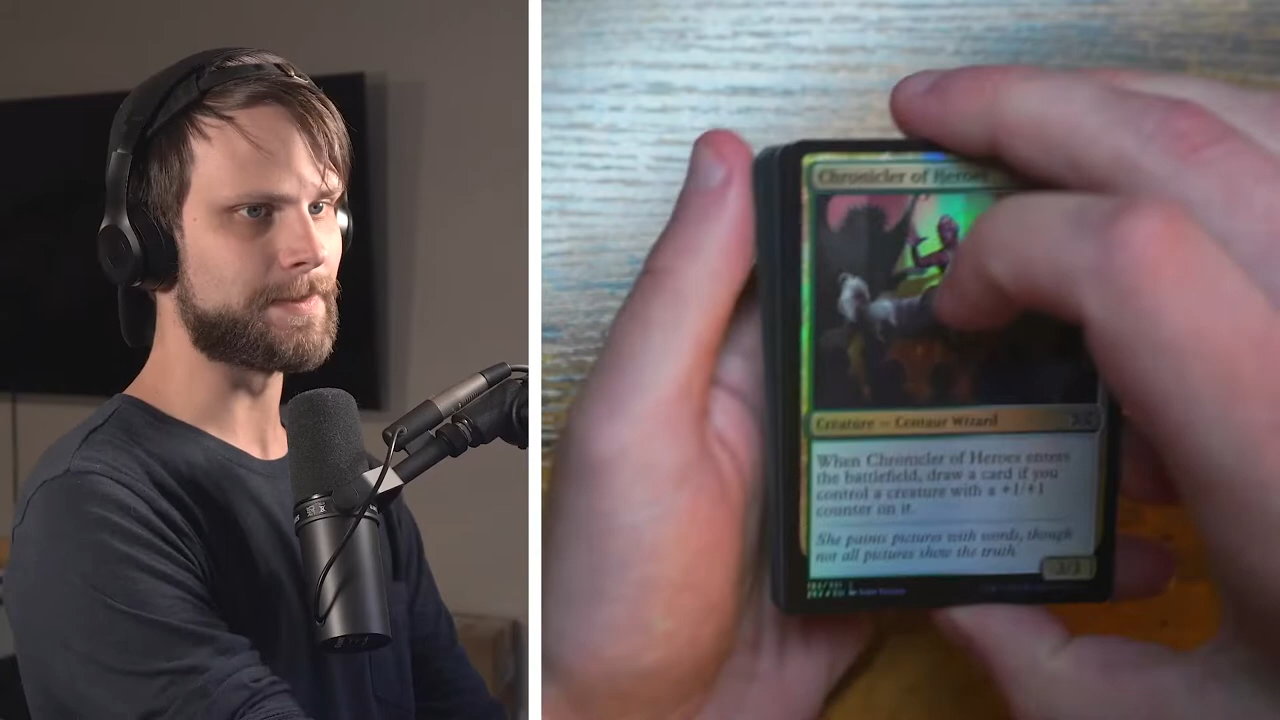 Chronicler of Heroes
Creature — Centaur Wizard
When Chronicler of Heroes enters
the battlefield, draw a card if you
control a creature with a +1/+1
counter on it.
She paints pictures with words, though
not all pictures show the truth.
3/3